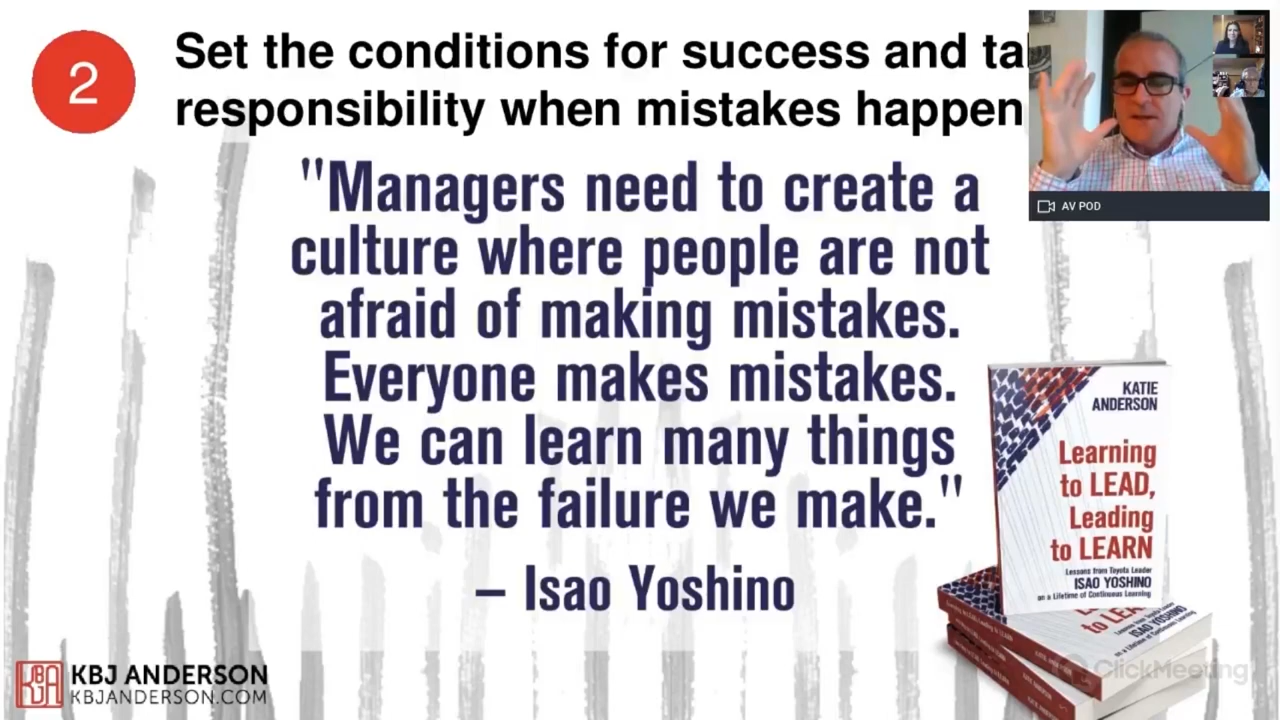 2
Set the conditions for success and ta
responsibility when mistakes happen
"Managers need to create a
culture where people are not
afraid of making mistakes.
Everyone makes mistakes.
We can learn many things
from the failure we make."
– Isao Yoshino
AV POD
KATIE
ANDERSON
Learning
to LEAD,
Leading
to LEARN
Lessons from Toyota Leader
ISAO YOSHINO
on a Lifetime of Continuous Learning
KBJ ANDERSON
KBJANDERSON.COM
ClickMeeting